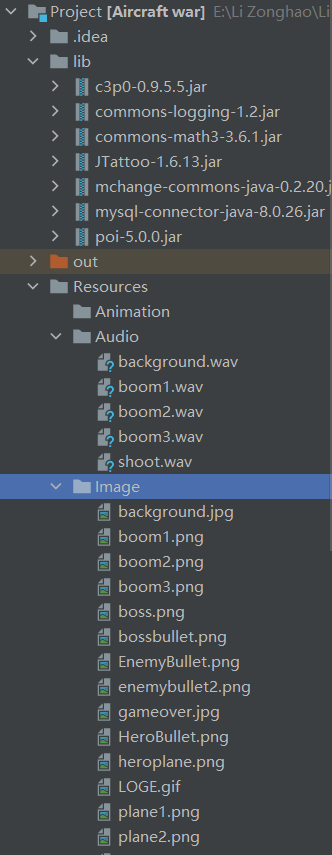 Project [Aircraft war] E:\Li Zonghao\Li
.idea
lib
c3p0-0.9.5.5.jar
commons-logging-1.2.jar
commons-math3-3.6.1.jar
JTattoo-1.6.13.jar
mchange-commons-java-0.2.20.j
mysql-connector-java-8.0.26.jar
poi-5.0.0.jar
out
Resources
Animation
Audio
background.wav
boom1.wav
boom2.wav
boom3.wav
shoot.wav
Image
background.jpg
boom1.png
boom2.png
boom3.png
boss.png
bossbullet.png
EnemyBullet.png
enemybullet2.png
gameover.jpg
HeroBullet.png
heroplane.png
LOGE.gif
plane1.png
plane2.png